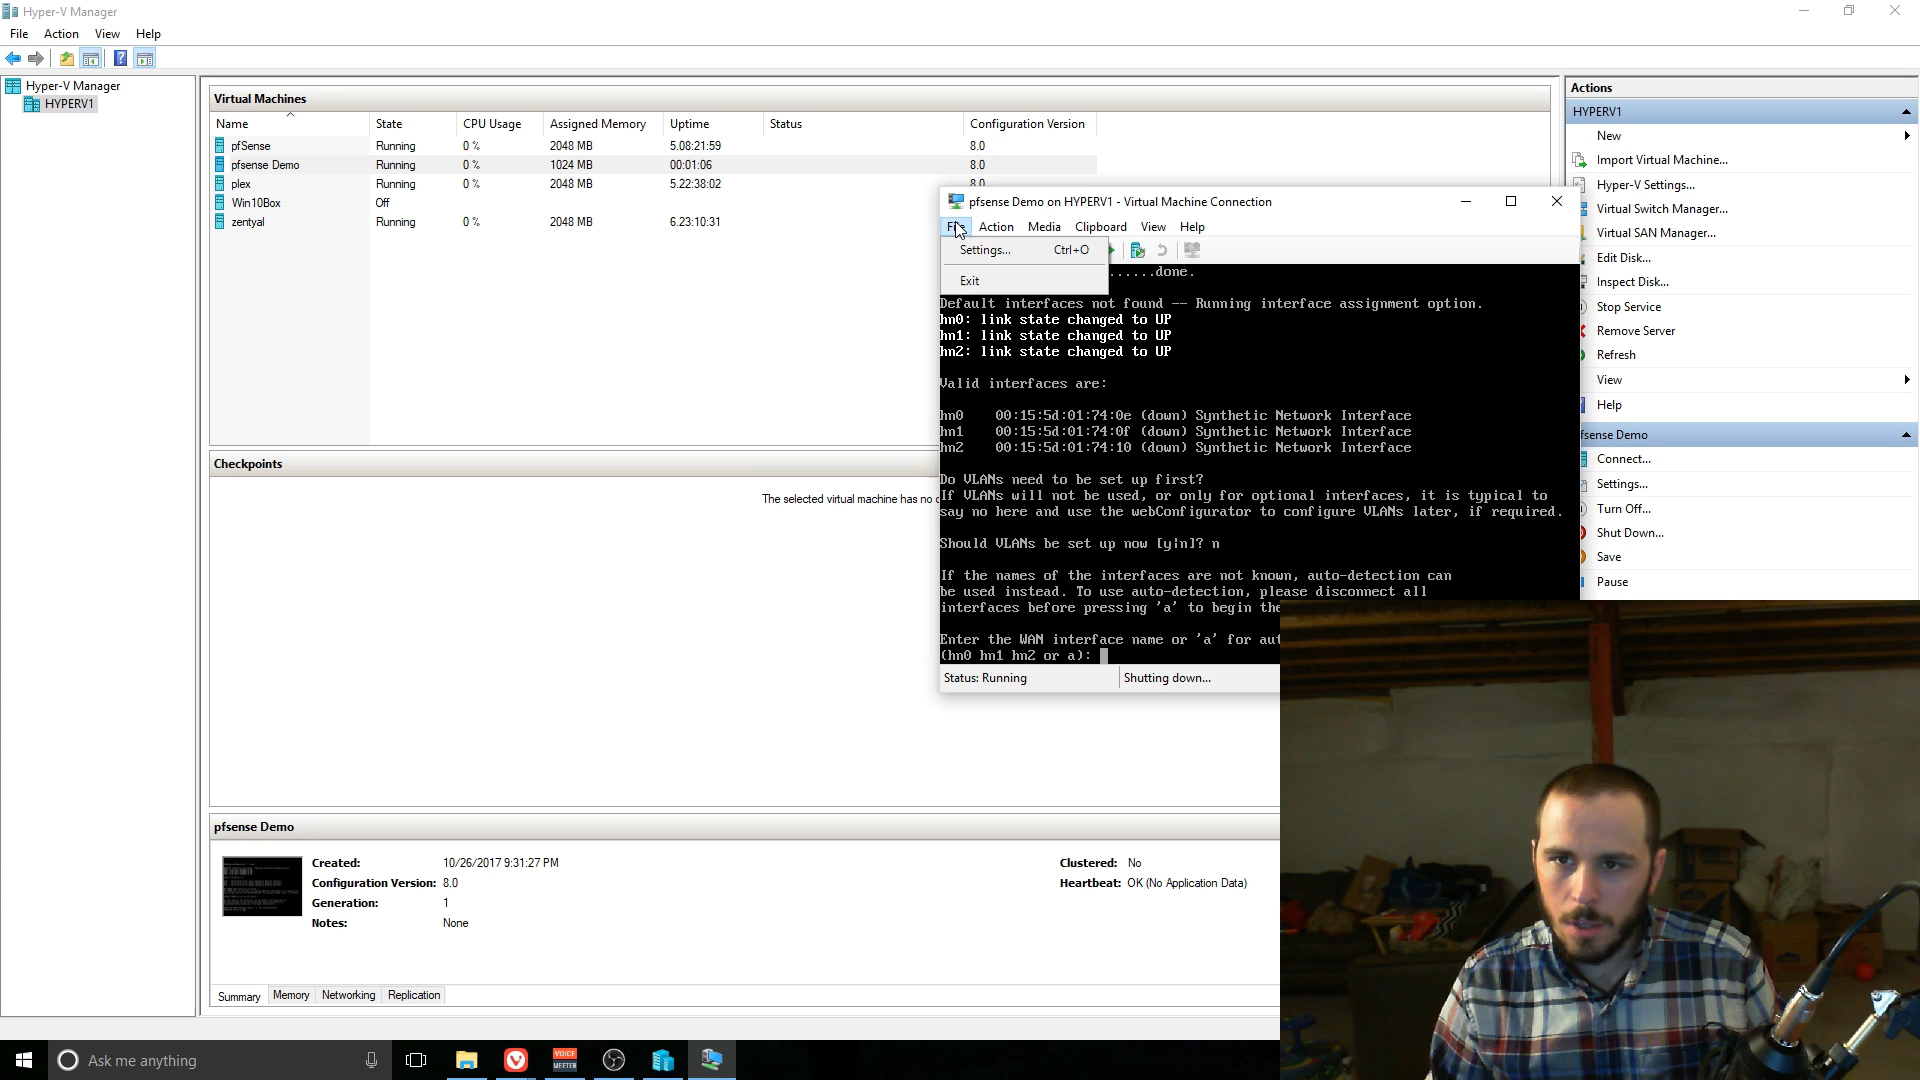 Hyper-V Manager
File Action View Help
Hyper-V Manager
HYPERV1
Virtual Machines
Name State CPU Usage Assigned Memory Uptime Status Configuration Version
pfSense Running 0 % 2048 MB 5.08:21:59 8.0
pfsense Demo Running 0 % 1024 MB 00:01:06 8.0
plex Running 0 % 2048 MB 5.22:38:02 8.0
Win10Box Off
zentyal Running 0 % 2048 MB 6.23:10:31
Checkpoints
The selected virtual machine has no
pfsense Demo on HYPERV1 - Virtual Machine Connection
File Action Media Clipboard View Help
Settings... Ctrl+O
Exit
......done.
Default interfaces not found -- Running interface assignment option.
hn0: link state changed to UP
hn1: link state changed to UP
hn2: link state changed to UP
Valid interfaces are:
hn0 00:15:5d:01:74:0e (down) Synthetic Network Interface
hn1 00:15:5d:01:74:0f (down) Synthetic Network Interface
hn2 00:15:5d:01:74:10 (down) Synthetic Network Interface
Do VLANs need to be set up first?
If VLANs will not be used, or only for optional interfaces, it is typical to
say no here and use the webConfigurator to configure VLANs later, if required.
Should VLANs be set up now [y|n]? n
If the names of the interfaces are not known, auto-detection can
be used instead. To use auto-detection, please disconnect all
interfaces before pressing 'a' to begin the
Enter the WAN interface name or 'a' for aut
(hn0 hn1 hn2 or a):
Status: Running Shutting down...
Actions
HYPERV1
New
Import Virtual Machine...
Hyper-V Settings...
Virtual Switch Manager...
Virtual SAN Manager...
Edit Disk...
Inspect Disk...
Stop Service
Remove Server
Refresh
View
Help
fsense Demo
Connect...
Settings...
Turn Off...
Shut Down...
Save
Pause
pfsense Demo
Created: 10/26/2017 9:31:27 PM
Configuration Version: 8.0
Generation: 1
Notes: None
Clustered: No
Heartbeat: OK (No Application Data)
Summary Memory Networking Replication
Ask me anything
VOICE
MEETER